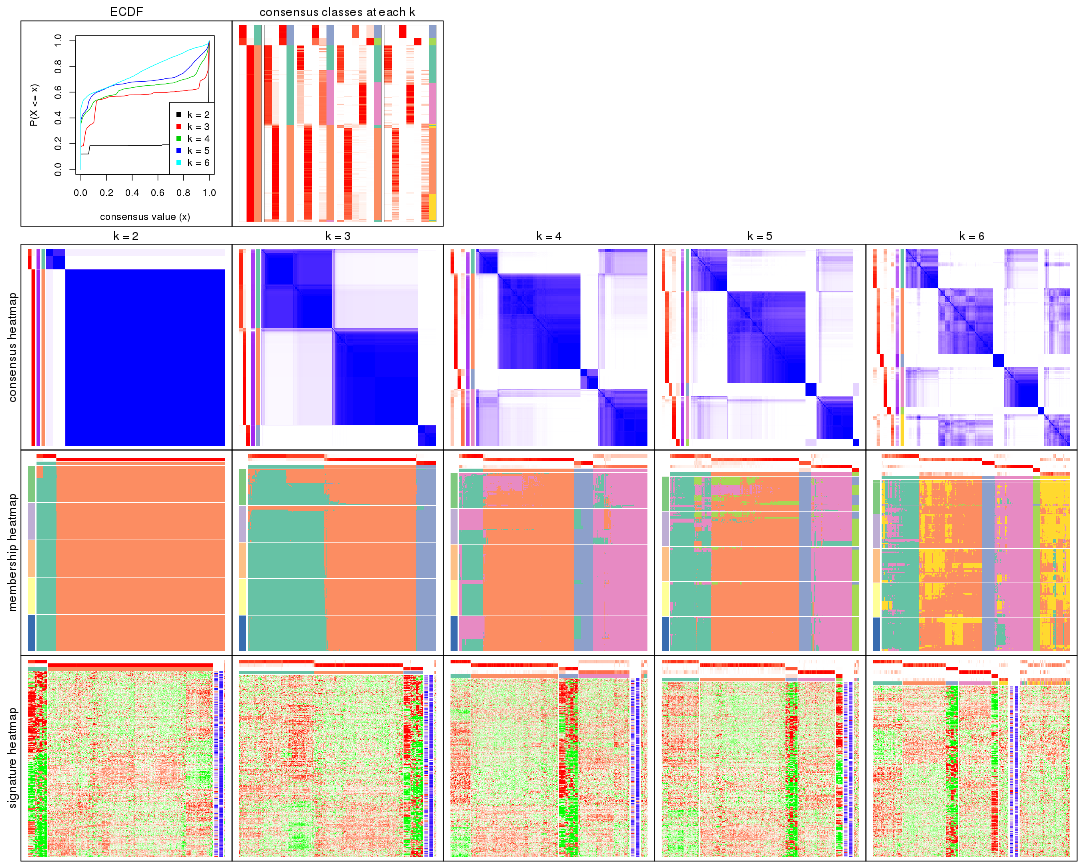 ECDF
consensus classes at each k
P(X <= x)
0.0 0.2 0.4 0.6 0.8 1.0
k = 2
k = 3
k = 4
k = 5
k = 6
0.0 0.2 0.4 0.6 0.8 1.0
consensus value (x)
k = 2 k = 3 k = 4 k = 5 k = 6
consensus heatmap
membership heatmap
signature heatmap